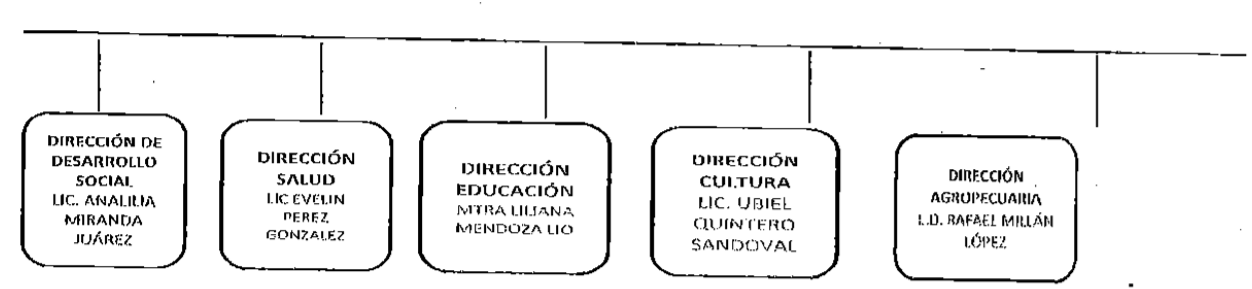 DIRECCIÓN DE
DESARROLLO
SOCIAL
LIC. ANALILIA
MIRANDA
JUÁREZ
DIRECCIÓN
SALUD
LIC EVELIN
PEREZ
GONZALEZ
DIRECCIÓN
EDUCACIÓN
MTRA LILIANA
MENDOZA LIO
DIRECCIÓN
CULTURA
LIC. UBIEL
QUINTERO
SANDOVAL
DIRECCIÓN
AGROPECUARIA
L.D. RAFAEL MILLÁN
LÓPEZ